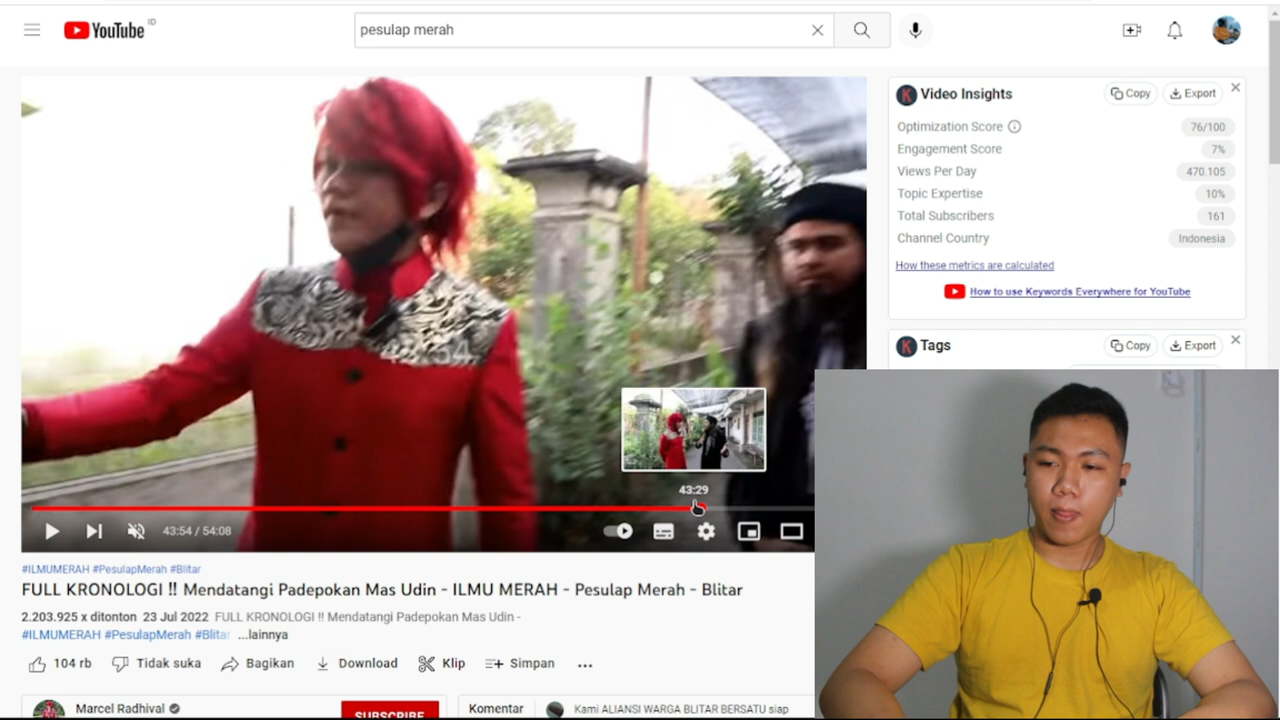 YouTube ID
pesulap merah
Video Insights
Copy
Export
Optimization Score
76/100
Engagement Score
7%
Views Per Day
470.105
Topic Expertise
10%
Total Subscribers
161
Channel Country
Indonesia
How these metrics are calculated
How to use Keywords Everywhere for YouTube
Tags
Copy
Export
43:29
43:54 / 54:08
#ILMUMERAH #PesulapMerah #Blitar
FULL KRONOLOGI !! Mendatangi Padepokan Mas Udin - ILMU MERAH - Pesulap Merah - Blitar
2.203.925 x ditonton 23 Jul 2022 FULL KRONOLOGI !! Mendatangi Padepokan Mas Udin -
#ILMUMERAH #PesulapMerah #Blitar ...lainnya
104 rb
Tidak suka
Bagikan
Download
Klip
Simpan
...
Marcel Radhival
SUBSCRIBE
Komentar
Kami ALIANSI WARGA BLITAR BERSATU siap